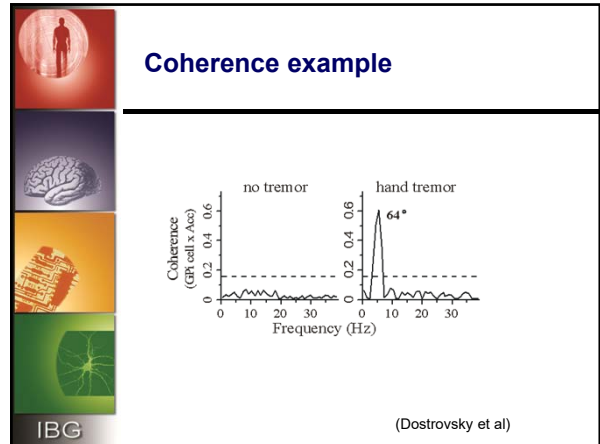 Coherence example
no tremor
hand tremor
Coherence
(GPi cell x Acc)
0 0.2 0.4 0.6
0 0.2 0.4 0.6
64°
0 10 20 30
0 10 20 30
Frequency (Hz)
IBG
(Dostrovsky et al)